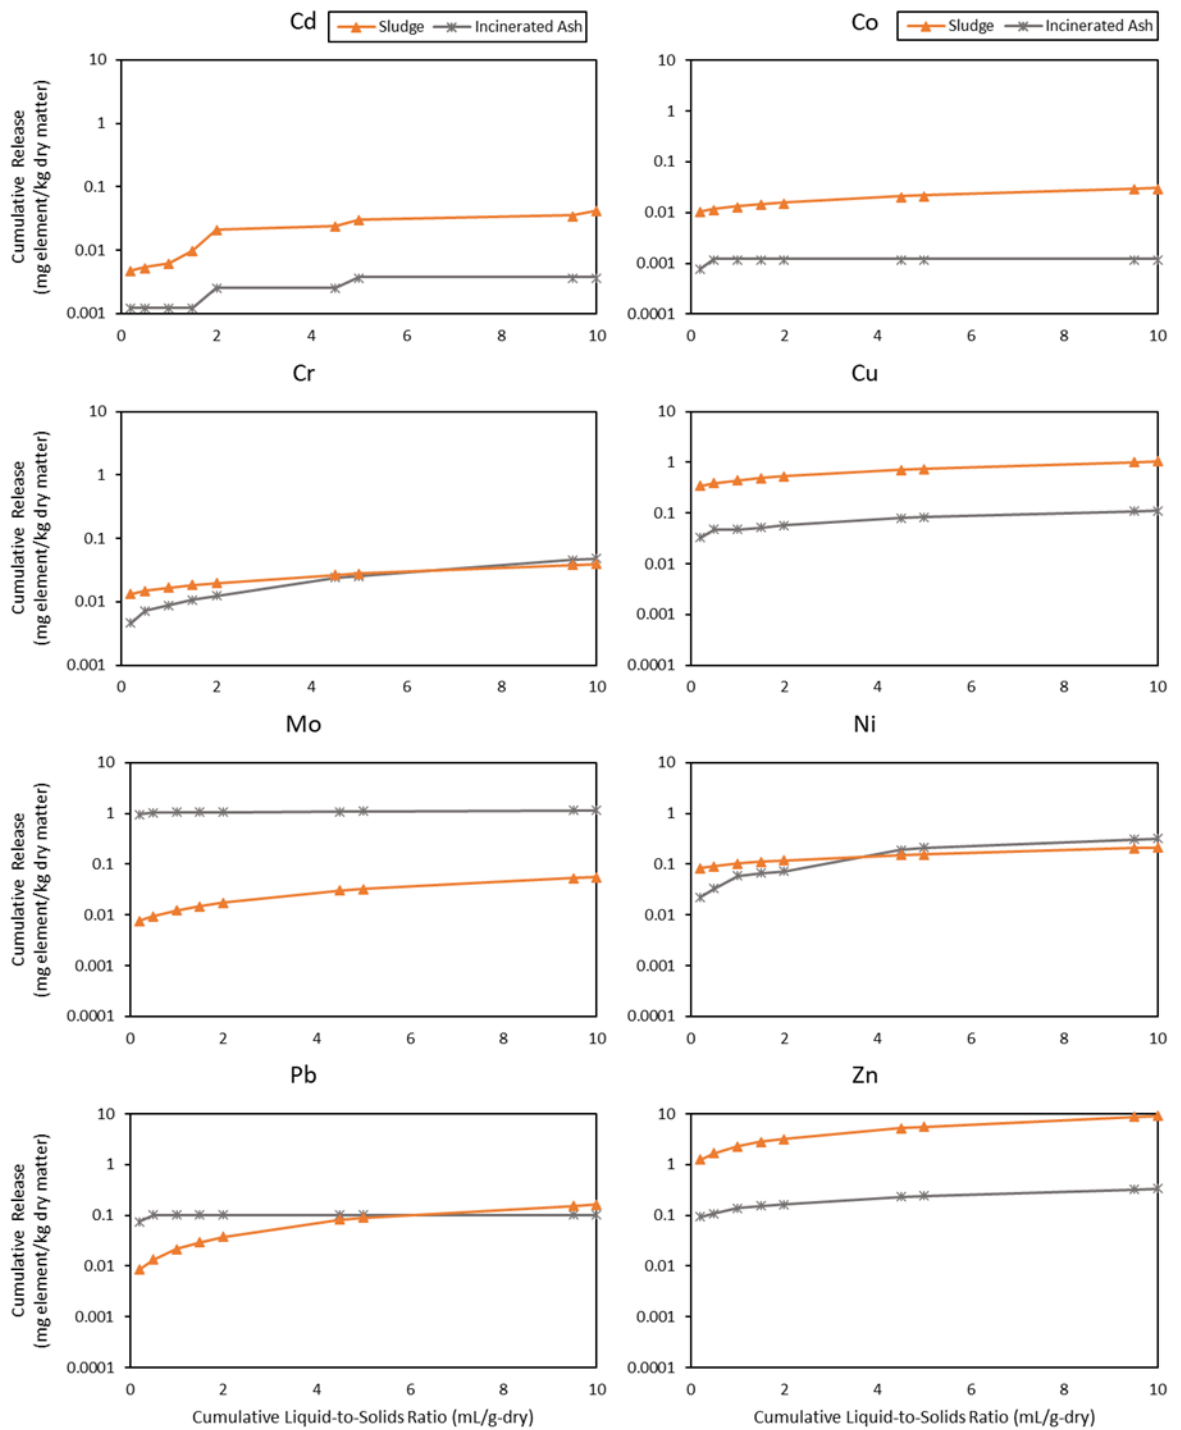 Cd
Sludge
Incinerated Ash
Co
Sludge
Incinerated Ash
Cumulative Release
(mg element/kg dry matter)
10
1
0.1
0.01
0.001
0 2 4 6 8 10
10
1
0.1
0.01
0.001
0.0001
0 2 4 6 8 10
Cr
Cu
Cumulative Release
(mg element/kg dry matter)
10
1
0.1
0.01
0.001
0 2 4 6 8 10
10
1
0.1
0.01
0.001
0.0001
0 2 4 6 8 10
Mo
Ni
Cumulative Release
(mg element/kg dry matter)
10
1
0.1
0.01
0.001
0.0001
0 2 4 6 8 10
10
1
0.1
0.01
0.001
0.0001
0 2 4 6 8 10
Pb
Zn
Cumulative Release
(mg element/kg dry matter)
10
1
0.1
0.01
0.001
0.0001
0 2 4 6 8 10
Cumulative Liquid-to-Solids Ratio (mL/g-dry)
10
1
0.1
0.01
0.001
0.0001
0 2 4 6 8 10
Cumulative Liquid-to-Solids Ratio (mL/g-dry)